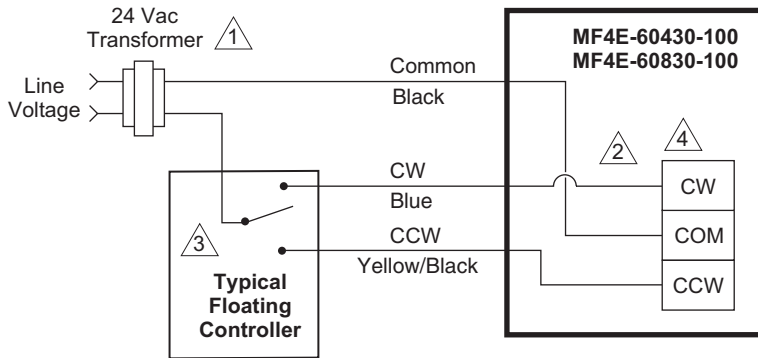 24 Vac
Transformer
1
Line
Voltage
Common
Black
MF4E-60430-100
MF4E-60830-100
2
4
CW
Blue
CW
3
CCW
Yellow/Black
COM
CCW
Typical
Floating
Controller